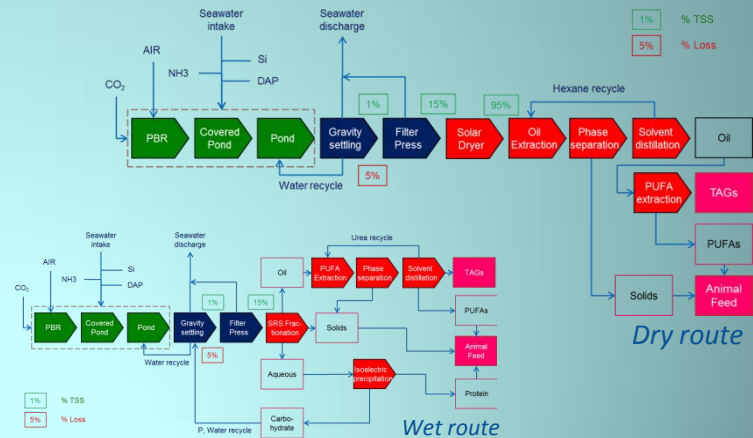 Seawater
intake
Seawater
discharge
1%
% TSS
5%
% Loss
AIR
Si
NH3
DAP
CO2
1%
15%
95%
Hexane recycle
PBR
Covered
Pond
Pond
Gravity
settling
Filter
Press
Solar
Dryer
Oil
Extraction
Phase
separation
Solvent
distillation
Oil
Water recycle
5%
PUFA
extraction
TAGs
PUFAs
Solids
Animal
Feed
Dry route
Seawater
intake
Seawater
discharge
AIR
Si
NH3
DAP
CO2
1%
15%
Urea recycle
Oil
PUFA
Extraction
Phase
separation
Solvent
distillation
TAGs
PBR
Covered
Pond
Pond
Gravity
settling
Filter
Press
SRS Frac-
tionation
Solids
PUFAs
Animal
Feed
Water recycle
5%
Aqueous
Isoelectric
precipitation
Protein
1%
% TSS
5%
% Loss
P, Water recycle
Carbo-
hydrate
Wet route